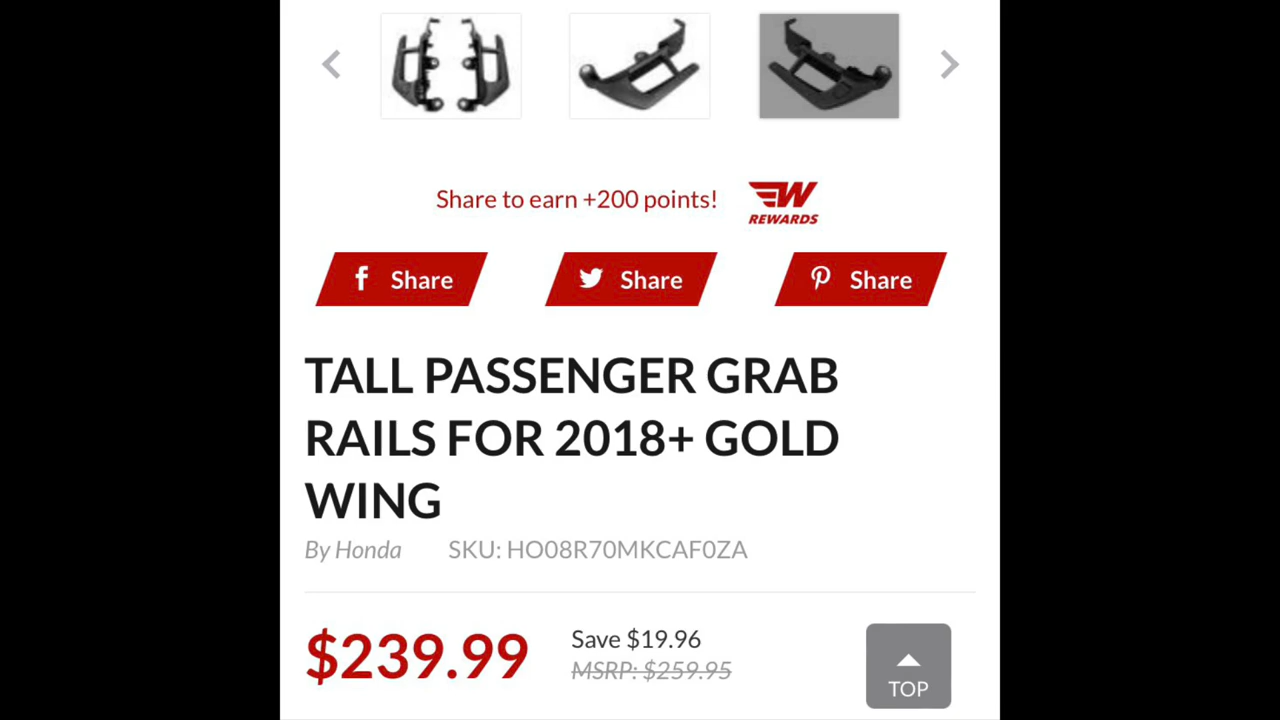 Share to earn +200 points!
W
REWARDS
f Share
Share
Share
TALL PASSENGER GRAB
RAILS FOR 2018+ GOLD
WING
By Honda SKU: HO08R70MKCAF0ZA
$239.99
Save $19.96
MSRP: $259.95
TOP